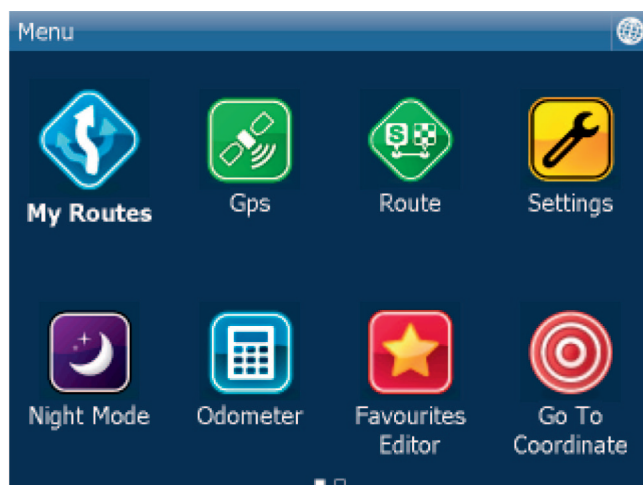 Menu
My Routes
Gps
S
Route
Settings
Night Mode
Odometer
Favourites
Editor
Go To
Coordinate